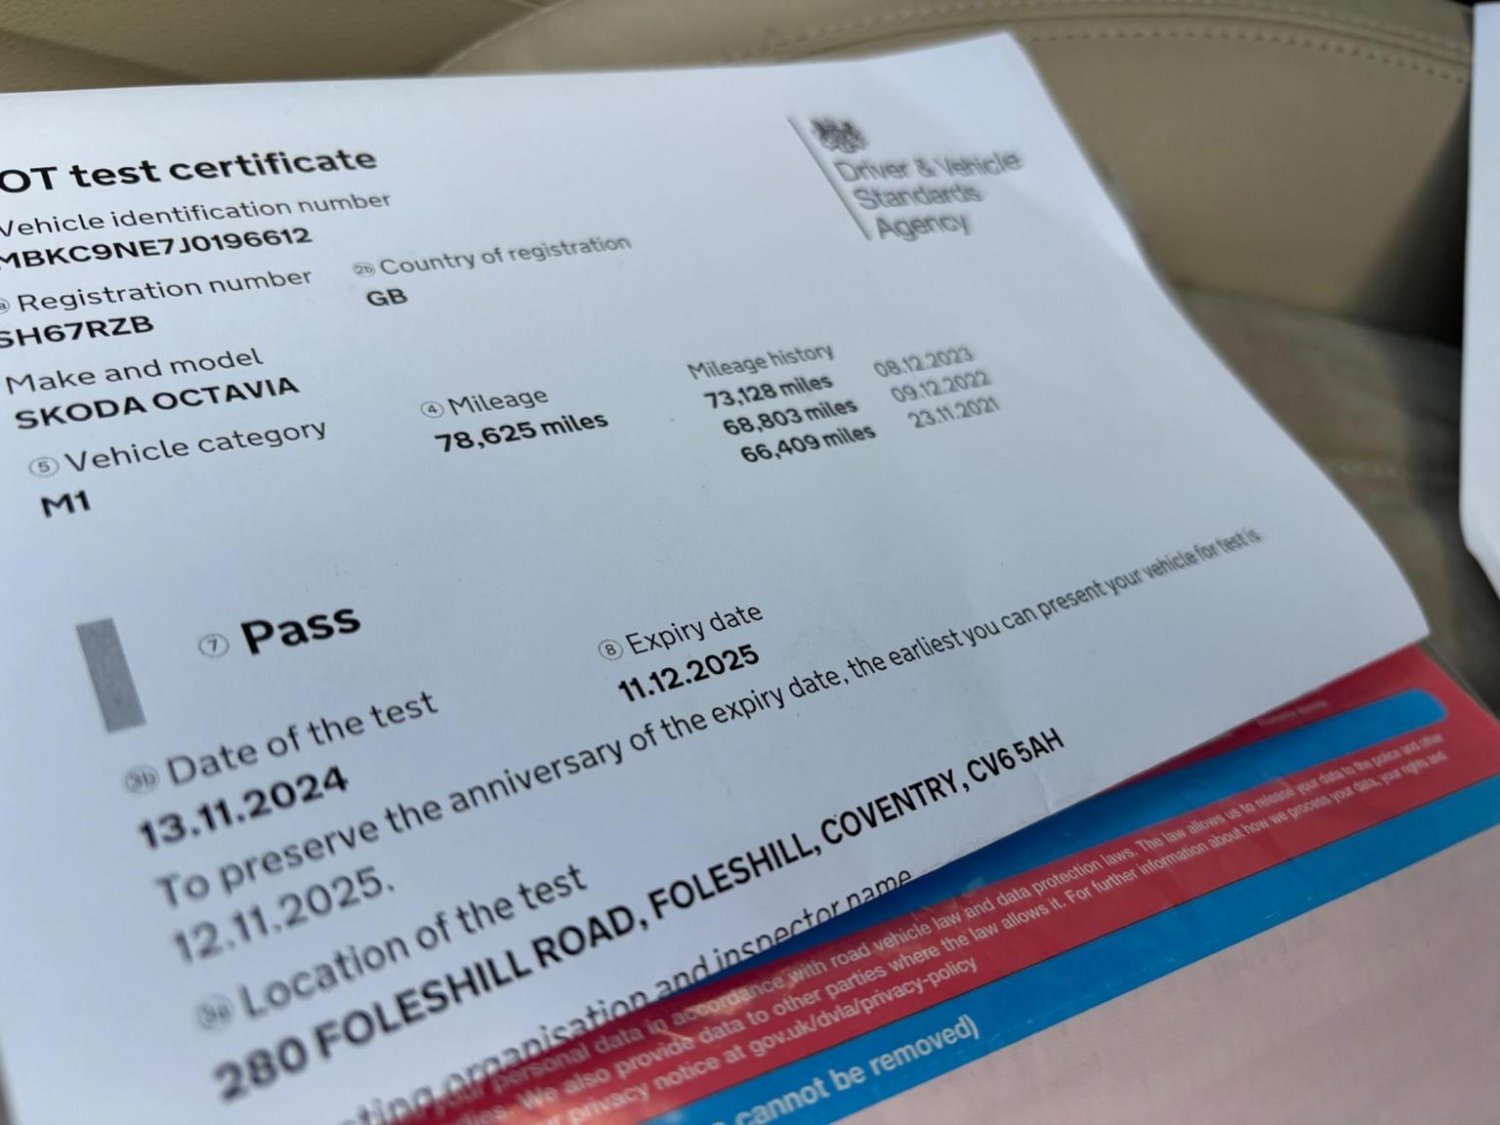 OT test certificate
Vehicle identification number
MBKC9NE7J0196612
Registration number
SH67RZB
2b Country of registration
GB
Make and model
SKODA OCTAVIA
5 Vehicle category
M1
4 Mileage
78,625 miles
Mileage history
73,128 miles 08.12.2023
68,803 miles 09.12.2022
66,409 miles 23.11.2021
Driver & Vehicle
Standards
Agency
7 Pass
3b Date of the test
13.11.2024
8 Expiry date
11.12.2025
To preserve the anniversary of the expiry date, the earliest you can present your vehicle for test is
12.11.2025.
3a Location of the test
280 FOLESHILL ROAD, FOLESHILL, COVENTRY, CV6 5AH
organisation and inspector name
personal data in accordance with road vehicle law and data protection laws. The law allows us to release your data to the police and other
We also provide data to other parties where the law allows it. For further information about how we process your data, your rights and
privacy notice at gov.uk/dvla/privacy-policy
cannot be removed)